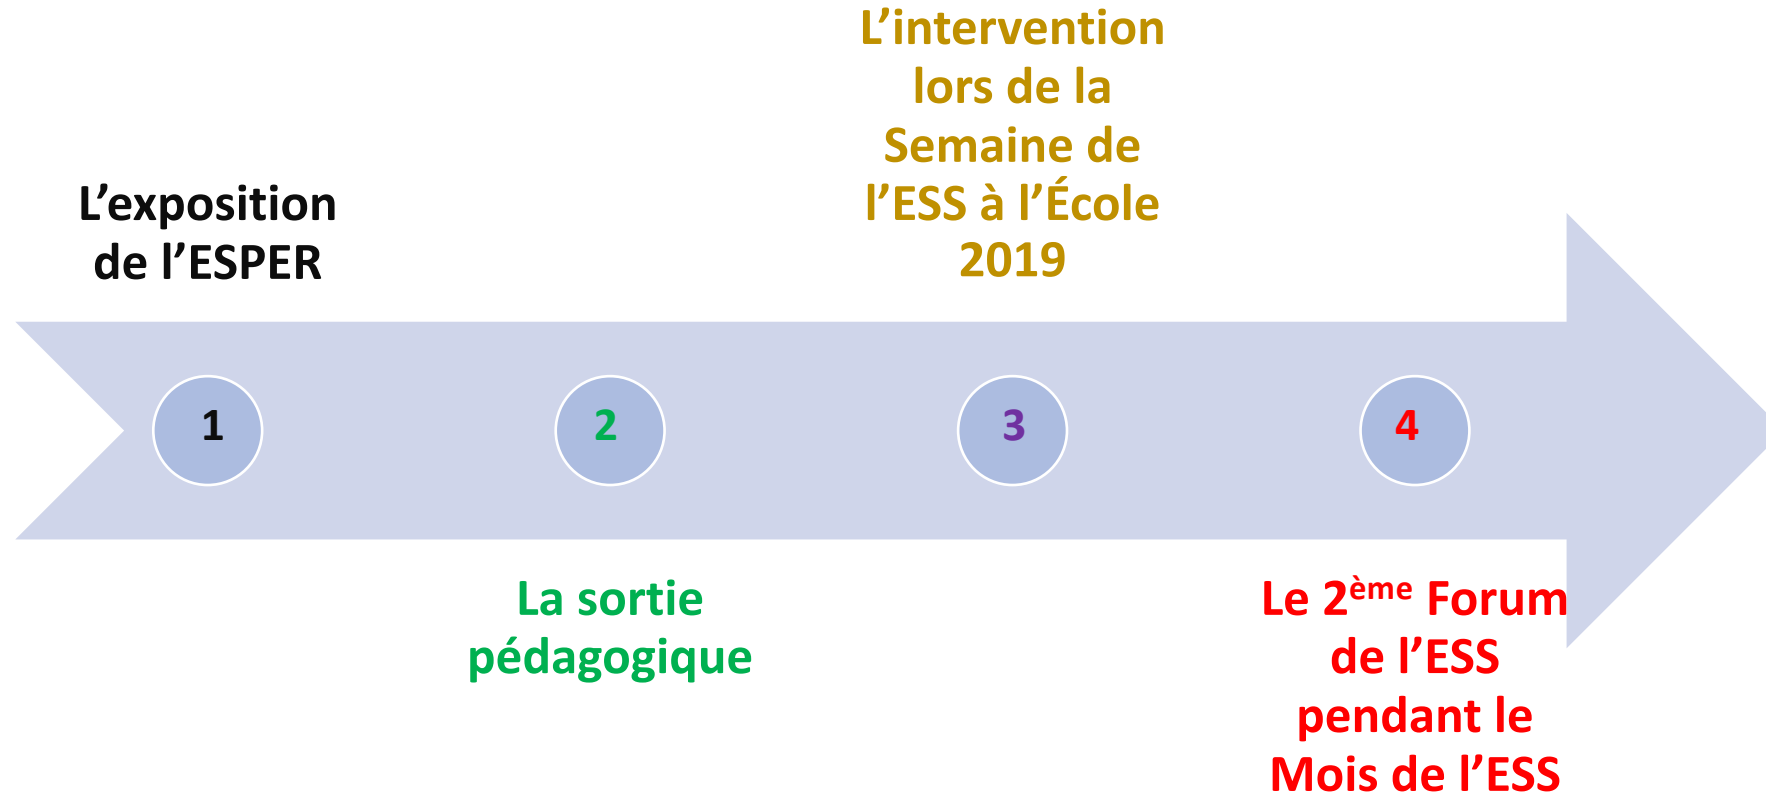 L’exposition
de l’ESPER
1
La sortie
pédagogique
2
L’intervention
lors de la
Semaine de
l’ESS à l’École
2019
3
Le 2ème Forum
de l’ESS
pendant le
Mois de l’ESS
4